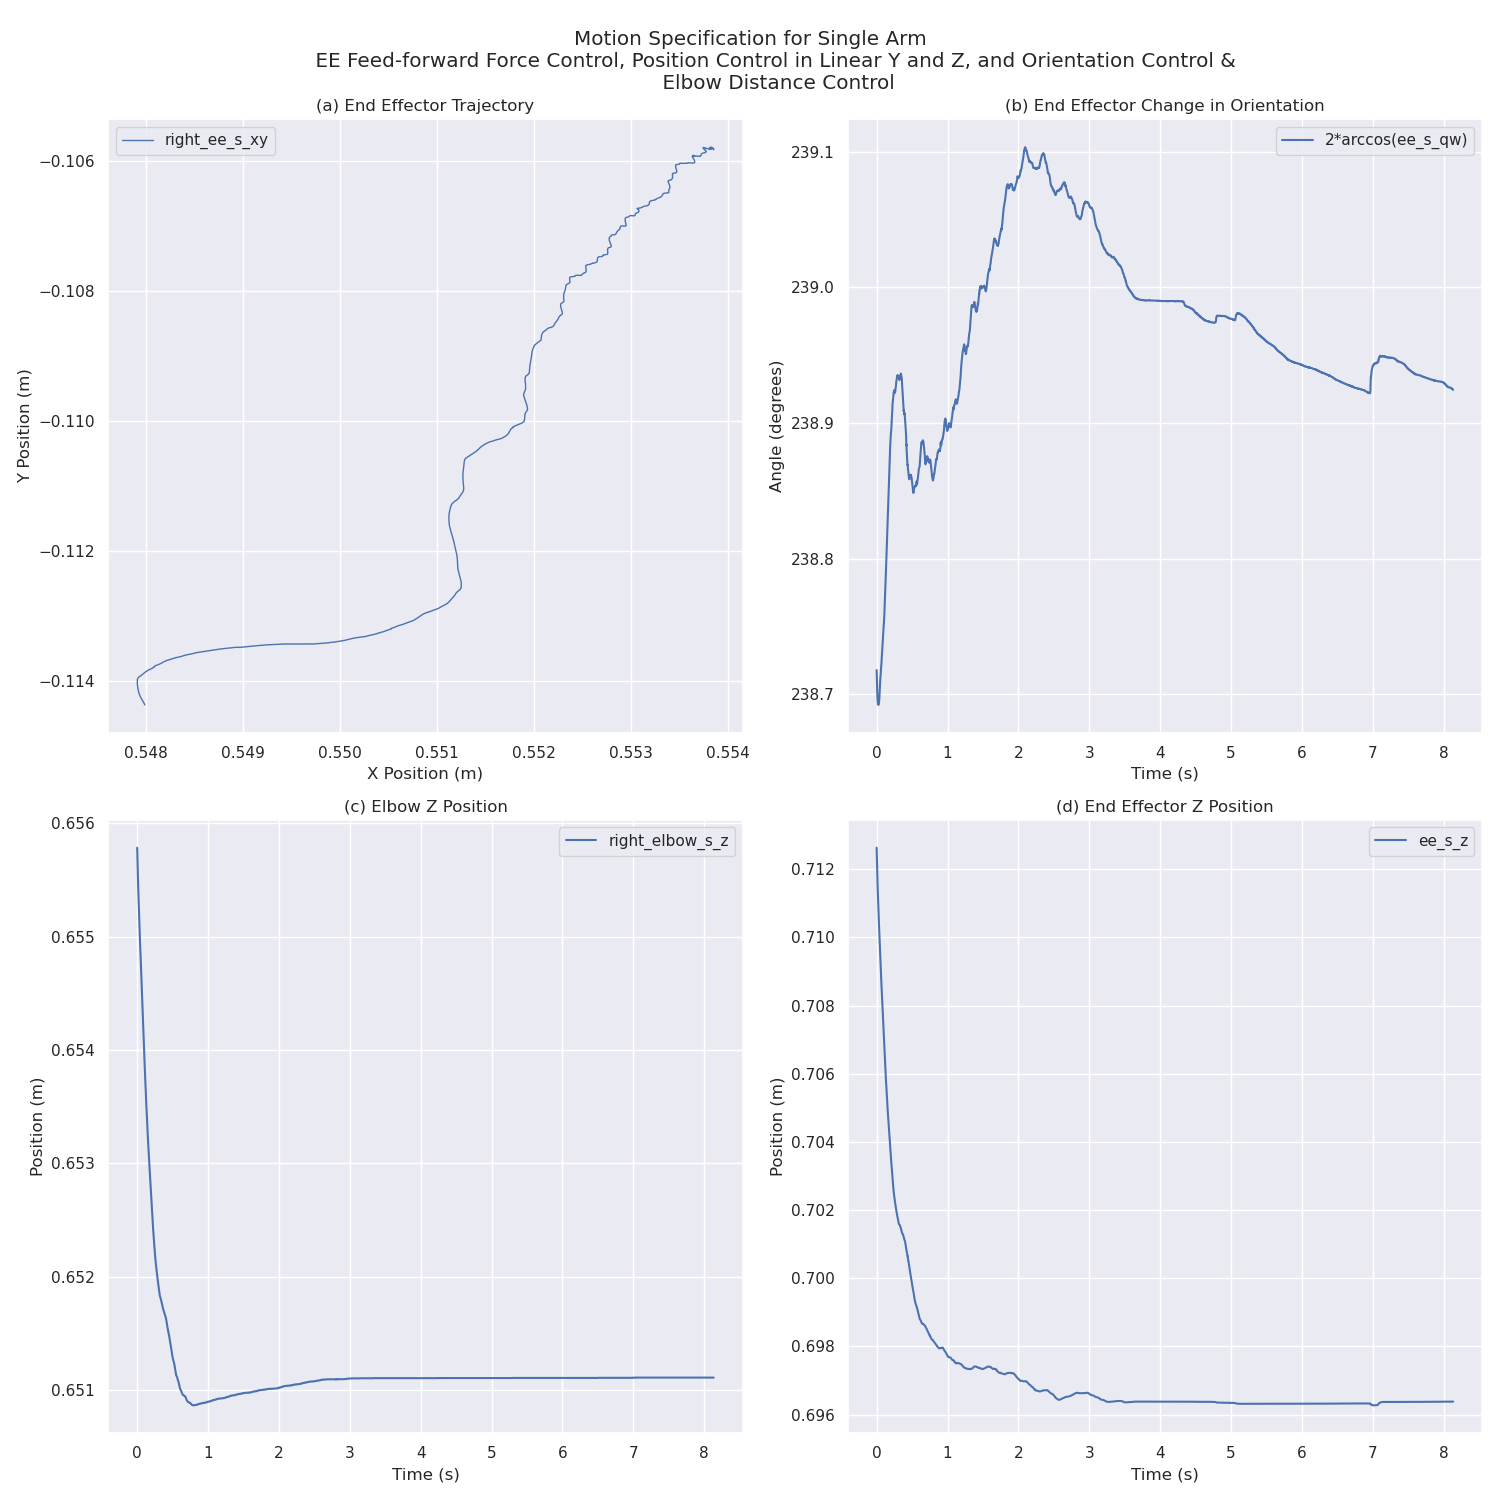 Motion Specification for Single Arm
EE Feed-forward Force Control, Position Control in Linear Y and Z, and Orientation Control &
Elbow Distance Control
(a) End Effector Trajectory
right_ee_s_xy
−0.106
−0.108
−0.110
−0.112
−0.114
Y Position (m)
0.548 0.549 0.550 0.551 0.552 0.553 0.554
X Position (m)
(b) End Effector Change in Orientation
2*arccos(ee_s_qw)
239.1
239.0
238.9
238.8
238.7
Angle (degrees)
0 1 2 3 4 5 6 7 8
Time (s)
(c) Elbow Z Position
right_elbow_s_z
0.656
0.655
0.654
0.653
0.652
0.651
Position (m)
0 1 2 3 4 5 6 7 8
Time (s)
(d) End Effector Z Position
ee_s_z
0.712
0.710
0.708
0.706
0.704
0.702
0.700
0.698
0.696
Position (m)
0 1 2 3 4 5 6 7 8
Time (s)